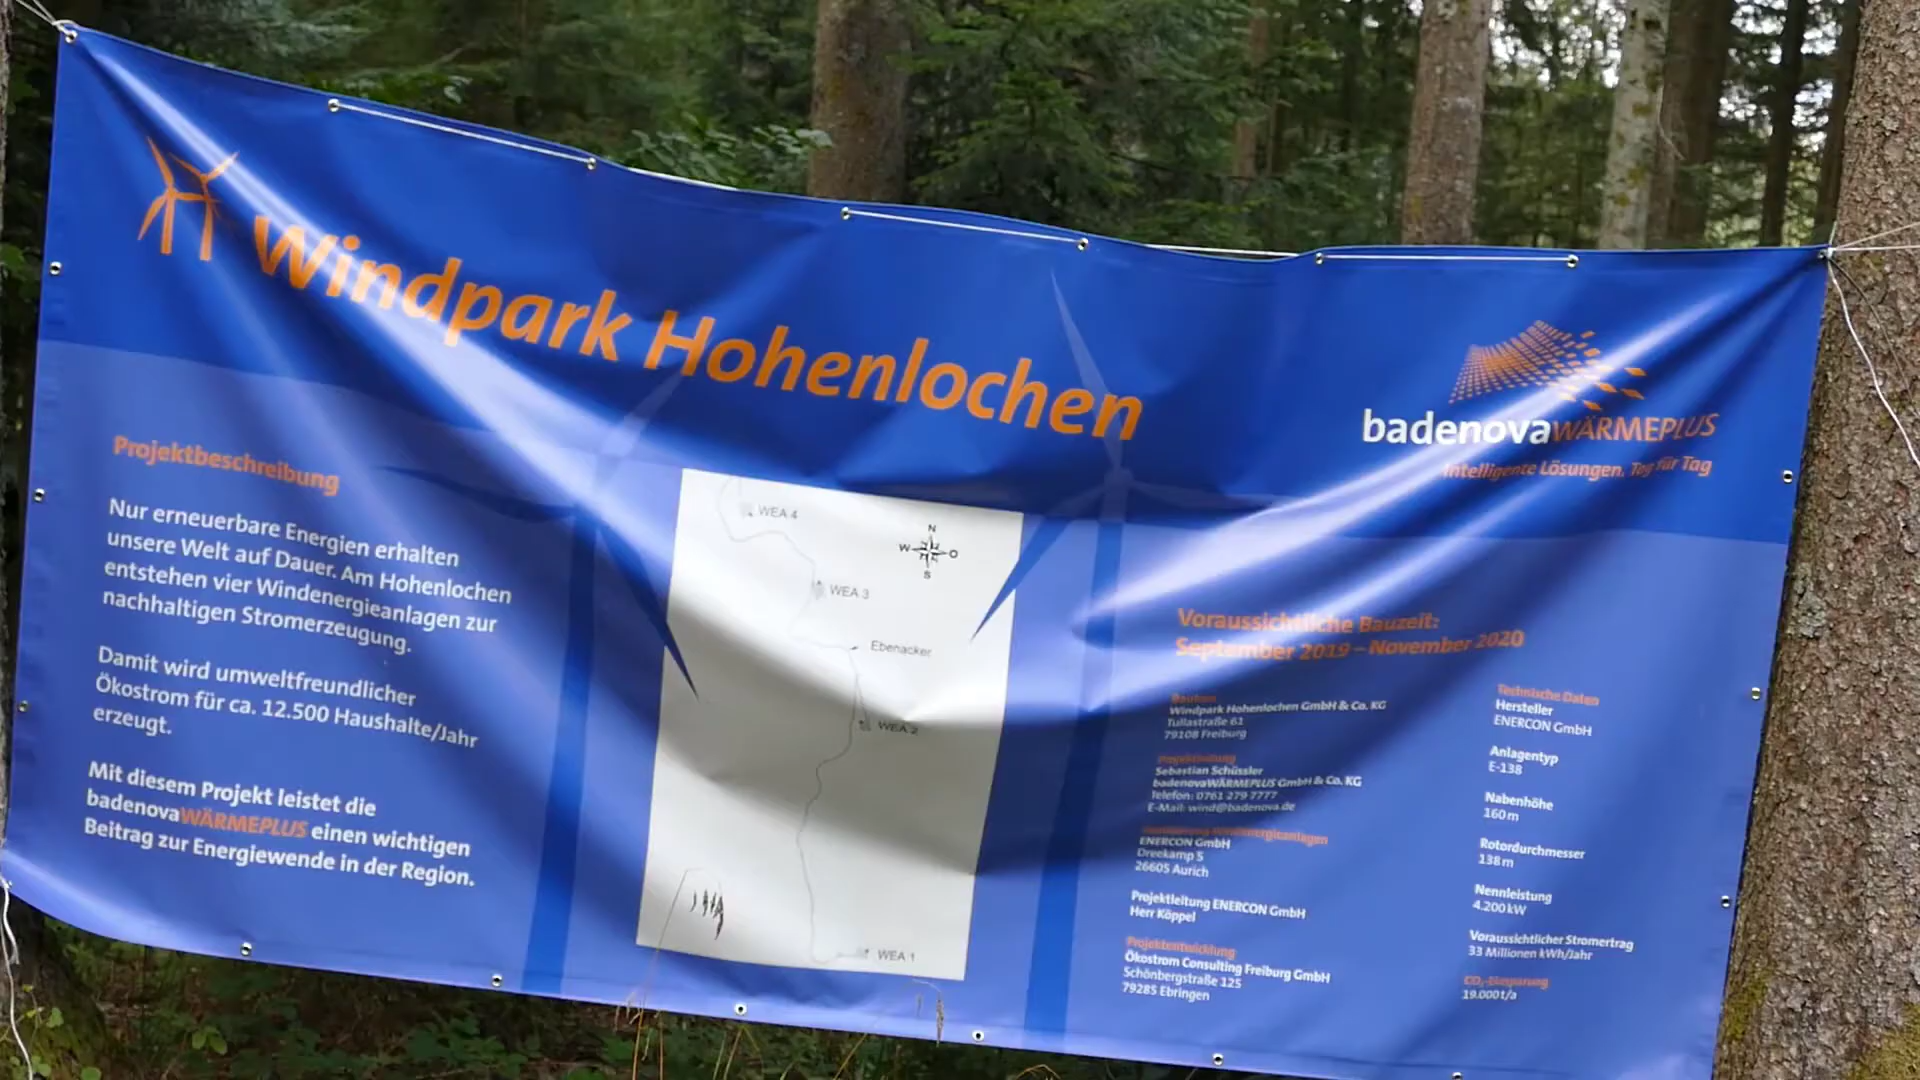 Windpark Hohenlochen
badenovaWÄRMEPLUS
Intelligente Lösungen. Tag für Tag
Projektbeschreibung
Nur erneuerbare Energien erhalten
unsere Welt auf Dauer. Am Hohenlochen
entstehen vier Windenergieanlagen zur
nachhaltigen Stromerzeugung.
Damit wird umweltfreundlicher
Ökostrom für ca. 12.500 Haushalte/Jahr
erzeugt.
Mit diesem Projekt leistet die
badenovaWÄRMEPLUS einen wichtigen
Beitrag zur Energiewende in der Region.
WEA 4
N
W O
S
WEA 3
Ebenacker
WEA 2
WEA 1
Voraussichtliche Bauzeit:
September 2019 – November 2020
Bauherr
Windpark Hohenlochen GmbH & Co. KG
Tullastraße 61
79108 Freiburg
Projektleitung
Sebastian Schüssler
badenovaWÄRMEPLUS GmbH & Co. KG
Telefon: 0761 279 7777
E-Mail: wind@badenova.de
Windenergieanlagen
ENERCON GmbH
Dreekamp 5
26605 Aurich
Projektleitung ENERCON GmbH
Herr Köppel
Projektentwicklung
Ökostrom Consulting Freiburg GmbH
Schönbergstraße 125
79285 Ebringen
Technische Daten
Hersteller
ENERCON GmbH
Anlagentyp
E-138
Nabenhöhe
160 m
Rotordurchmesser
138 m
Nennleistung
4.200 kW
Voraussichtlicher Stromertrag
33 Millionen kWh/Jahr
CO₂-Einsparung
19.000 t/a